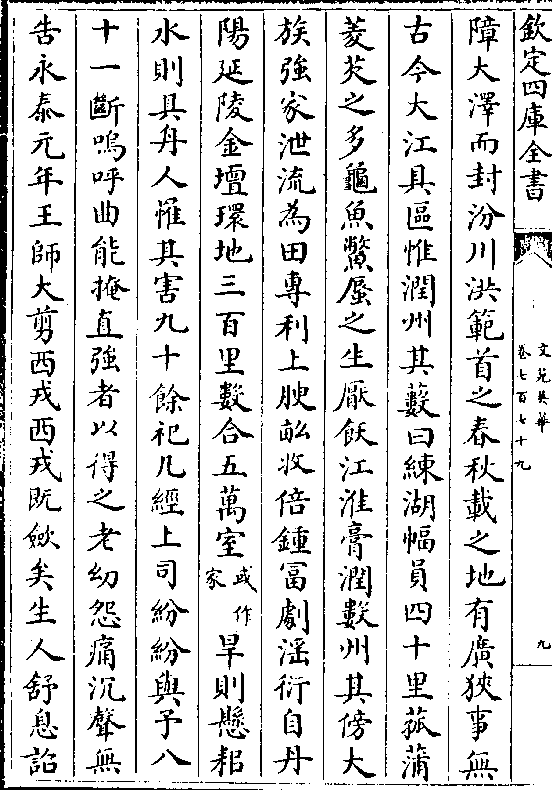 欽定四庫全書
文苑英華
卷七百七十九
九
障大澤而封汾川洪範首之春秋載之地有廣狹事無
古今大江具區惟潤州其藪曰練湖幅員四十里菰蒲
菱芡之多龜魚鱉蜃之生厭飫江淮膏潤數州其傍大
族強家泄流為田專利上腴畝收倍鍾冨劇淫衍自丹
陽延陵金壇環地三百里數合五萬室或作家旱則懸耜
水則具舟人罹其害九十餘祀凡經上司紛紛與予八
十一斷嗚呼曲能掩直強者以得之老幼怨痛沉聲無
告永泰元年王師大剪西戎西戎既㰸矣生人舒息詔